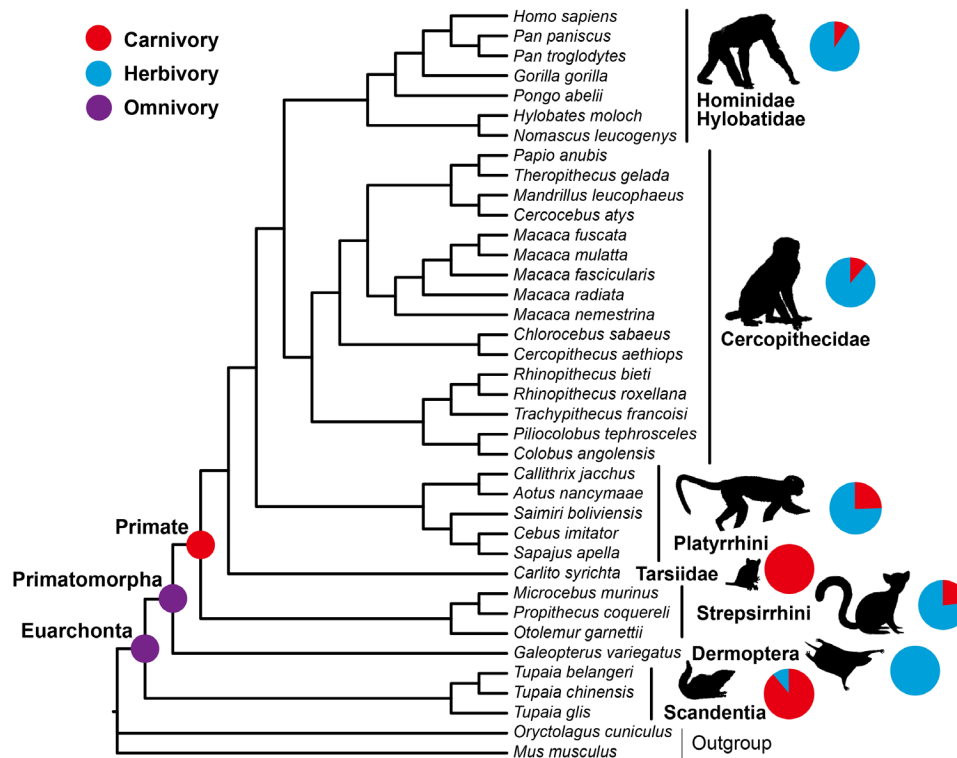 Carnivory
Herbivory
Omnivory
Homo sapiens
Pan paniscus
Pan troglodytes
Gorilla gorilla
Pongo abelii
Hylobates moloch
Nomascus leucogenys
Hominidae
Hylobatidae
Papio anubis
Theropithecus gelada
Mandrillus leucophaeus
Cercocebus atys
Macaca fuscata
Macaca mulatta
Macaca fascicularis
Macaca radiata
Macaca nemestrina
Chlorocebus sabaeus
Cercopithecus aethiops
Rhinopithecus bieti
Rhinopithecus roxellana
Trachypithecus francoisi
Piliocolobus tephrosceles
Colobus angolensis
Cercopithecidae
Callithrix jacchus
Aotus nancymaae
Saimiri boliviensis
Cebus imitator
Sapajus apella
Platyrrhini
Carlito syrichta
Tarsiidae
Microcebus murinus
Propithecus coquereli
Otolemur garnettii
Strepsirrhini
Galeopterus variegatus
Dermoptera
Tupaia belangeri
Tupaia chinensis
Tupaia glis
Scandentia
Oryctolagus cuniculus
Mus musculus
Outgroup
Primate
Primatomorpha
Euarchonta